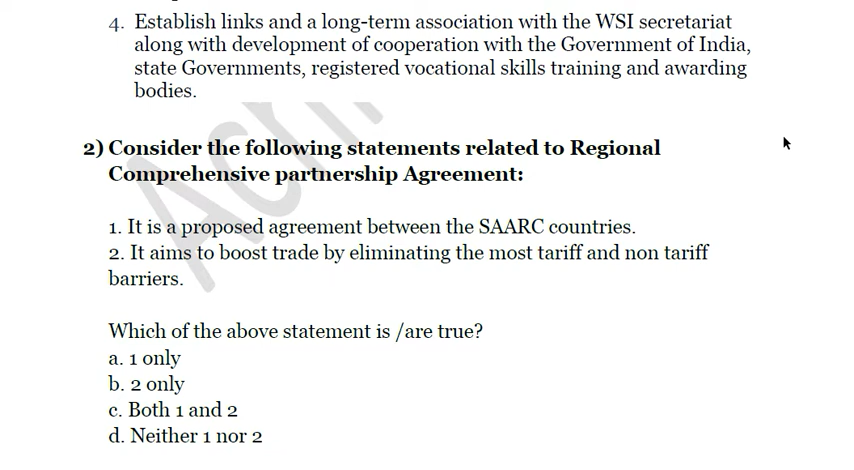 4. Establish links and a long-term association with the WSI secretariat
along with development of cooperation with the Government of India,
state Governments, registered vocational skills training and awarding
bodies.
2) Consider the following statements related to Regional
Comprehensive partnership Agreement:
1. It is a proposed agreement between the SAARC countries.
2. It aims to boost trade by eliminating the most tariff and non tariff
barriers.
Which of the above statement is /are true?
a. 1 only
b. 2 only
c. Both 1 and 2
d. Neither 1 nor 2